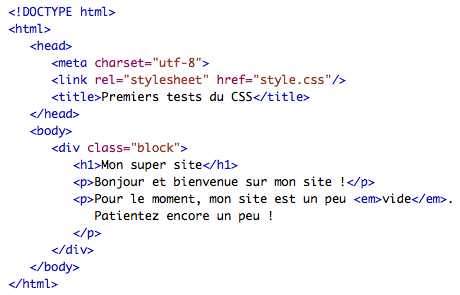 <!DOCTYPE html>
<html>
<head>
<meta charset="utf-8">
<link rel="stylesheet" href="style.css"/>
<title>Premiers tests du CSS</title>
</head>
<body>
<div class="block">
<h1>Mon super site</h1>
<p>Bonjour et bienvenue sur mon site !</p>
<p>Pour le moment, mon site est un peu <em>vide</em>.
Patientez encore un peu !
</p>
</div>
</body>
</html>